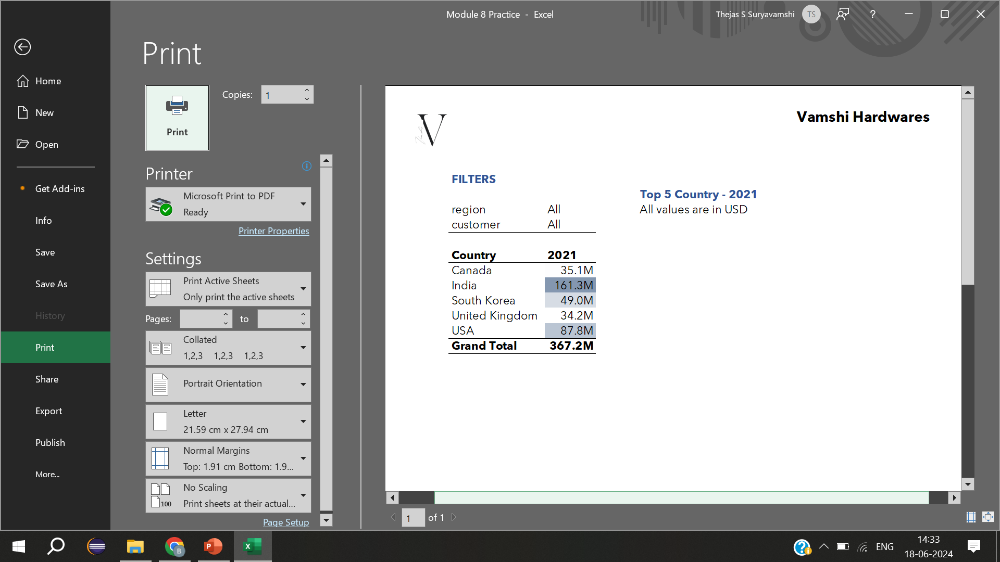 Module 8 Practice - Excel
Thejas S Suryavamshi
TS
?
Print
Home
New
Open
Get Add-ins
Info
Save
Save As
History
Print
Share
Export
Publish
More...
Print
Copies: 1
Printer
Microsoft Print to PDF
Ready
Printer Properties
Settings
Print Active Sheets
Only print the active sheets
Pages: to
Collated
1,2,3 1,2,3 1,2,3
Portrait Orientation
Letter
21.59 cm x 27.94 cm
Normal Margins
Top: 1.91 cm Bottom: 1.9...
No Scaling
100
Print sheets at their actual...
Page Setup
V
Vamshi Hardwares
FILTERS
Top 5 Country - 2021
region All
All values are in USD
customer All
Country 2021
Canada 35.1M
India 161.3M
South Korea 49.0M
United Kingdom 34.2M
USA 87.8M
Grand Total 367.2M
1 of 1
B
P
X
?
ENG
14:33
18-06-2024